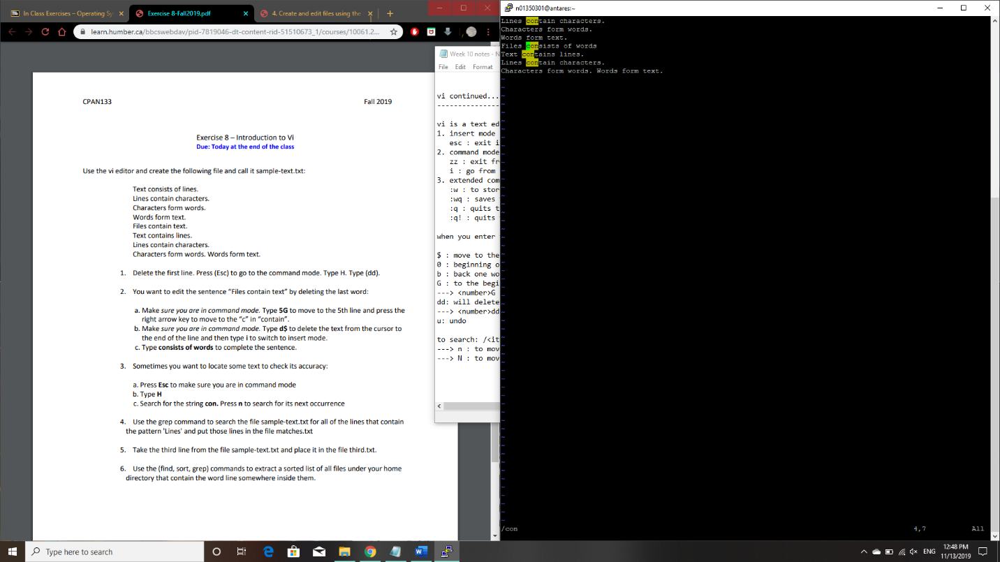 In Class Exercises – Operating Sy
Exercise 8-Fall2019.pdf
4. Create and edit files using the
learn.humber.ca/bbcswebdav/pid-7819046-dt-content-rid-51510673_1/courses/10061.2...
CPAN133 Fall 2019
Exercise 8 – Introduction to Vi
Due: Today at the end of the class
Use the vi editor and create the following file and call it sample-text.txt:
Text consists of lines.
Lines contain characters.
Characters form words.
Words form text.
Files contain text.
Text contains lines.
Lines contain characters.
Characters form words. Words form text.
1. Delete the first line. Press (Esc) to go to the command mode. Type H. Type (dd).
2. You want to edit the sentence “Files contain text” by deleting the last word:
a. Make sure you are in command mode. Type 5G to move to the 5th line and press the
right arrow key to move to the “c” in “contain”.
b. Make sure you are in command mode. Type d$ to delete the text from the cursor to
the end of the line and then type i to switch to insert mode.
c. Type consists of words to complete the sentence.
3. Sometimes you want to locate some text to check its accuracy:
a. Press Esc to make sure you are in command mode
b. Type H
c. Search for the string con. Press n to search for its next occurrence
4. Use the grep command to search the file sample-text.txt for all of the lines that contain
the pattern 'Lines' and put those lines in the file matches.txt
5. Take the third line from the file sample-text.txt and place it in the file third.txt.
6. Use the (find, sort, grep) commands to extract a sorted list of all files under your home
directory that contain the word line somewhere inside them.
Week 10 notes - N
File Edit Format
vi continued...
---------------
vi is a text ed
1. insert mode
esc : exit i
2. command mode
zz : exit fr
i : go from
3. extended com
:w : to stor
:wq : saves
:q : quits t
:q! : quits
when you enter
$ : move to the
0 : beginning o
b : back one wo
G : to the begi
---> <number>G
dd: will delete
---> <number>dd
u: undo
to search: /<it
---> n : to mov
---> N : to mov
n01350301@antares:~
Lines contain characters.
Characters form words.
Words form text.
Files consists of words
Text contains lines.
Lines contain characters.
Characters form words. Words form text.
/con 4,7 All
Type here to search
ENG
12:48 PM
11/13/2019